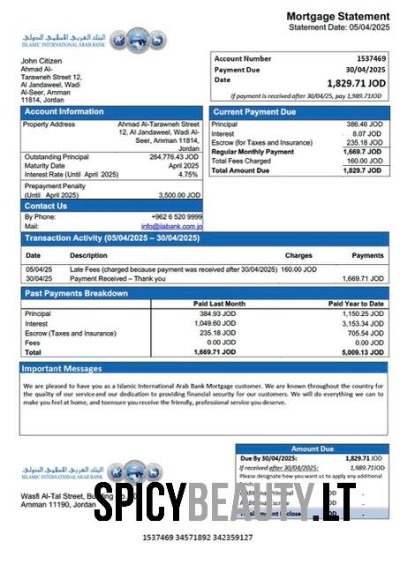 Mortgage Statement
Statement Date: 05/04/2025
البنك العربي الاسلامي الدولي
ISLAMIC INTERNATIONAL ARAB BANK
John Citizen
Ahmad Al-
Tarawneh Street 12,
Al Jandaweel, Wadi
Al-Seer, Amman
11814, Jordan
Account Number 1537469
Payment Due 30/04/2025
Date 1,829.71 JOD
If payment is received after 30/04/2025, pay 1,989.71JOD
Account Information
Property Address Ahmad Al-Tarawneh Street
12, Al Jandaweel, Wadi Al-
Seer, Amman 11814,
Jordan
Outstanding Principal 264,776.43 JOD
Maturity Date April 2025
Interest Rate (Until April 2025) 4.75%
Prepayment Penalty
(Until April 2025) 3,500.00 JOD
Contact Us
By Phone: +962 6 520 9999
Mail: info@iiabank.com.jo
Current Payment Due
Principal 386.46 JOD
Interest 8.07 JOD
Escrow (for Taxes and Insurance) 235.18 JOD
Regular Monthly Payment 1,669.7 JOD
Total Fees Charged 160.00 JOD
Total Amount Due 1,829.7 JOD
Transaction Activity (05/04/2025 – 30/04/2025)
Date Description Charges Payments
05/04/25 Late Fees (charged because payment was received after 30/04/2025) 160.00 JOD
30/04/25 Payment Received – Thank you 1,669.71 JOD
Past Payments Breakdown
Paid Last Month Paid Year to Date
Principal 384.93 JOD 1,150.25 JOD
Interest 1,049.60 JOD 3,153.34 JOD
Escrow (Taxes and Insurance) 235.18 JOD 705.54 JOD
Fees 0.00 JOD 0.00 JOD
Total 1,669.71 JOD 5,009.13 JOD
Important Messages
We are pleased to have you as a Islamic International Arab Bank Mortgage customer. We are known throughout the country for
the quality of our service and our dedication to providing financial security for our customers. We will do everything we can to
make you feel at home, and to ensure you receive the friendly, professional service you deserve.
البنك العربي الاسلامي الدولي
ISLAMIC INTERNATIONAL ARAB BANK
Wasfi Al-Tal Street,
Amman 11190, Jordan
Amount Due
Due By 30/04/2025: 1,829.71 JOD
If received after 30/04/2025: 1,989.71JOD
Please designate how you want us to apply any additional.
SPICYBEAUTY.LT
1537469 34571892 342359127